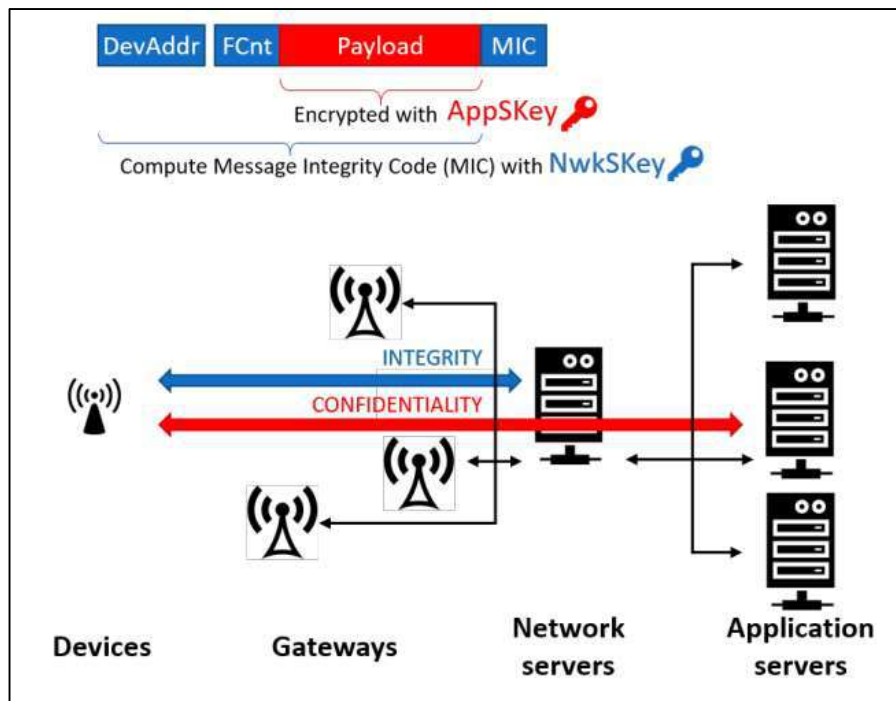 DevAddr FCnt Payload MIC
Encrypted with AppSKey
Compute Message Integrity Code (MIC) with NwkSKey
INTEGRITY
CONFIDENTIALITY
Devices Gateways Network servers Application servers